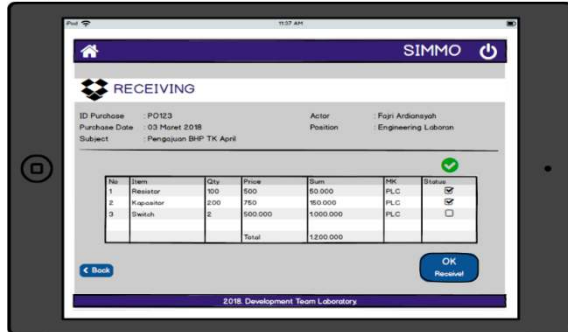 iPod 11:37 AM
SIMMO
RECEIVING
ID Purchase : PO123 Actor : Fajri Ardiansyah
Purchase Date : 03 Maret 2018 Position : Engineering Laboran
Subject : Pengajuan BHP TK April
No Item Qty Price Sum MK Status
1 Resistor 100 500 50.000 PLC
2 Kapasitor 200 750 150.000 PLC
3 Switch 2 500.000 1.000.000 PLC
Total 1.200.000
Back
OK
Receive!
2018. Development Team Laboratory.